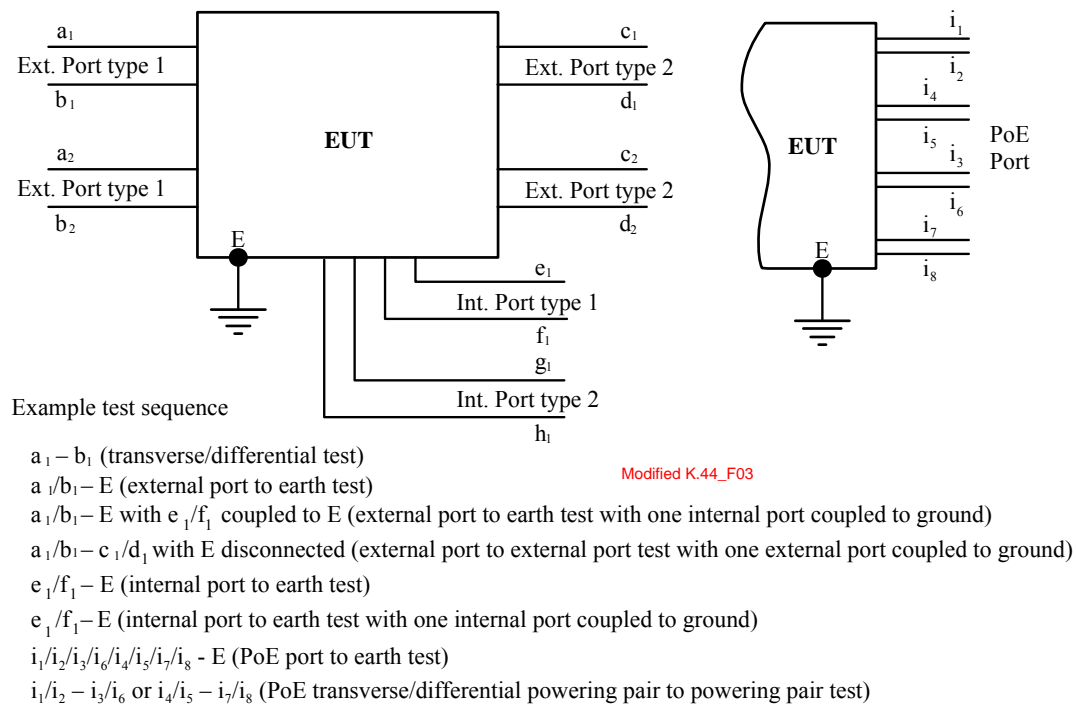 a₁
Ext. Port type 1
b₁
a₂
Ext. Port type 1
b₂
EUT
E
c₁
Ext. Port type 2
d₁
c₂
Ext. Port type 2
d₂
e₁
Int. Port type 1
f₁
g₁
Int. Port type 2
h₁
i₁
i₂
i₄
i₅
i₃
i₆
i₇
i₈
EUT
E
PoE
Port
Example test sequence
a₁ – b₁ (transverse/differential test)
Modified K.44_F03
a₁/b₁ – E (external port to earth test)
a₁/b₁ – E with e₁/f₁ coupled to E (external port to earth test with one internal port coupled to ground)
a₁/b₁ – c₁/d₁ with E disconnected (external port to external port test with one external port coupled to ground)
e₁/f₁ – E (internal port to earth test)
e₁/f₁ – E (internal port to earth test with one internal port coupled to ground)
i₁/i₂/i₃/i₆/i₄/i₅/i₇/i₈ - E (PoE port to earth test)
i₁/i₂ – i₃/i₆ or i₄/i₅ – i₇/i₈ (PoE transverse/differential powering pair to powering pair test)